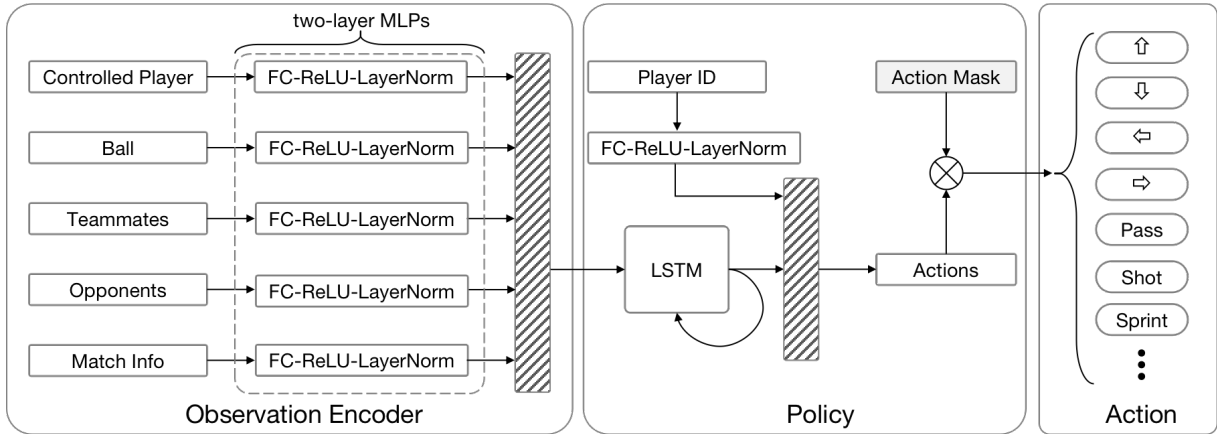 two-layer MLPs
Controlled Player
FC-ReLU-LayerNorm
Ball
FC-ReLU-LayerNorm
Teammates
FC-ReLU-LayerNorm
Opponents
FC-ReLU-LayerNorm
Match Info
FC-ReLU-LayerNorm
Observation Encoder
Player ID
FC-ReLU-LayerNorm
LSTM
Action Mask
Actions
Policy
Pass
Shot
Sprint
Action